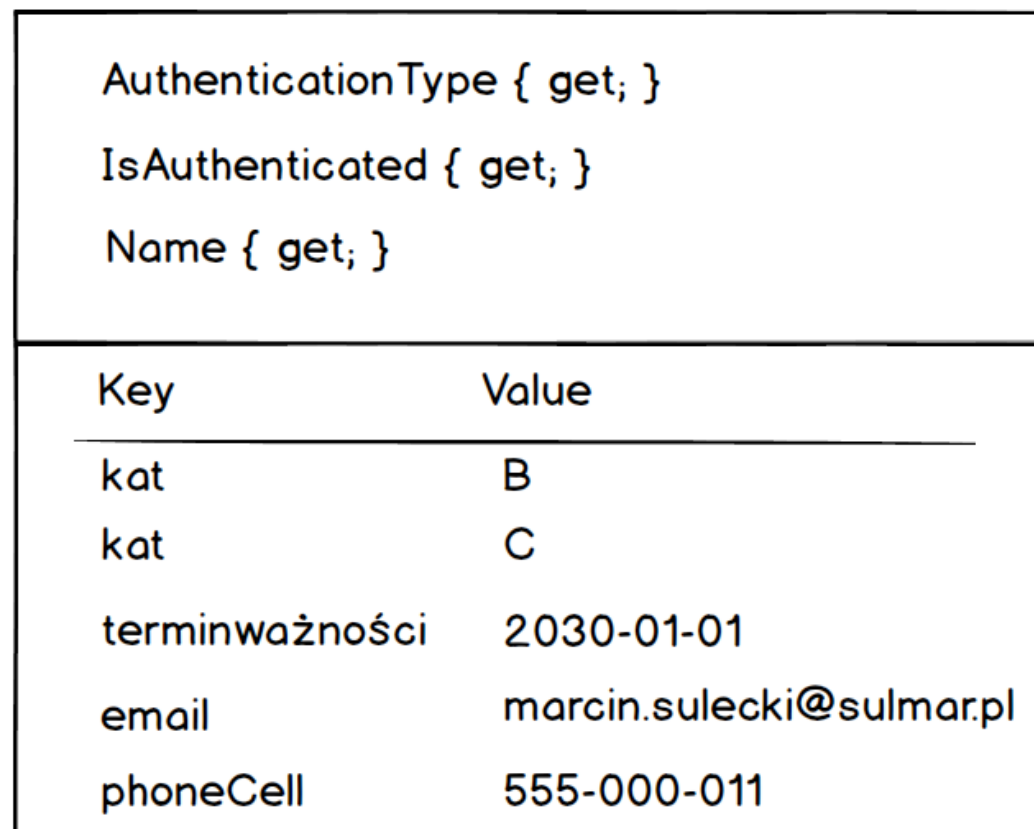 AuthenticationType { get; }
IsAuthenticated { get; }
Name { get; }
Key Value
kat B
kat C
terminważności 2030-01-01
email marcin.sulecki@sulmar.pl
phoneCell 555-000-011